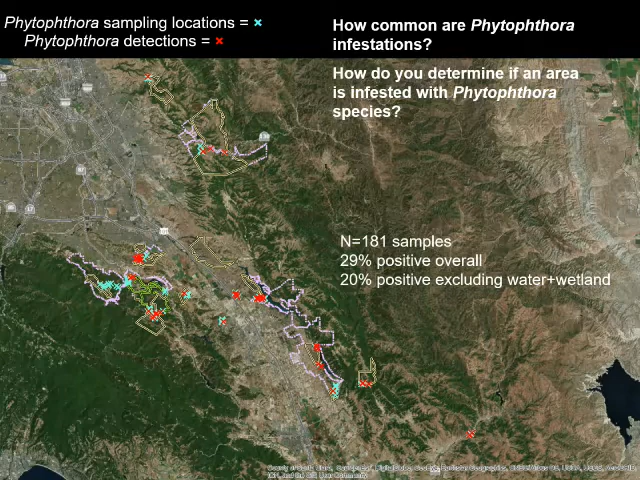 Phytophthora sampling locations = ×
Phytophthora detections = ×
How common are Phytophthora
infestations?
How do you determine if an area
is infested with Phytophthora
species?
N=181 samples
29% positive overall
20% positive excluding water+wetland